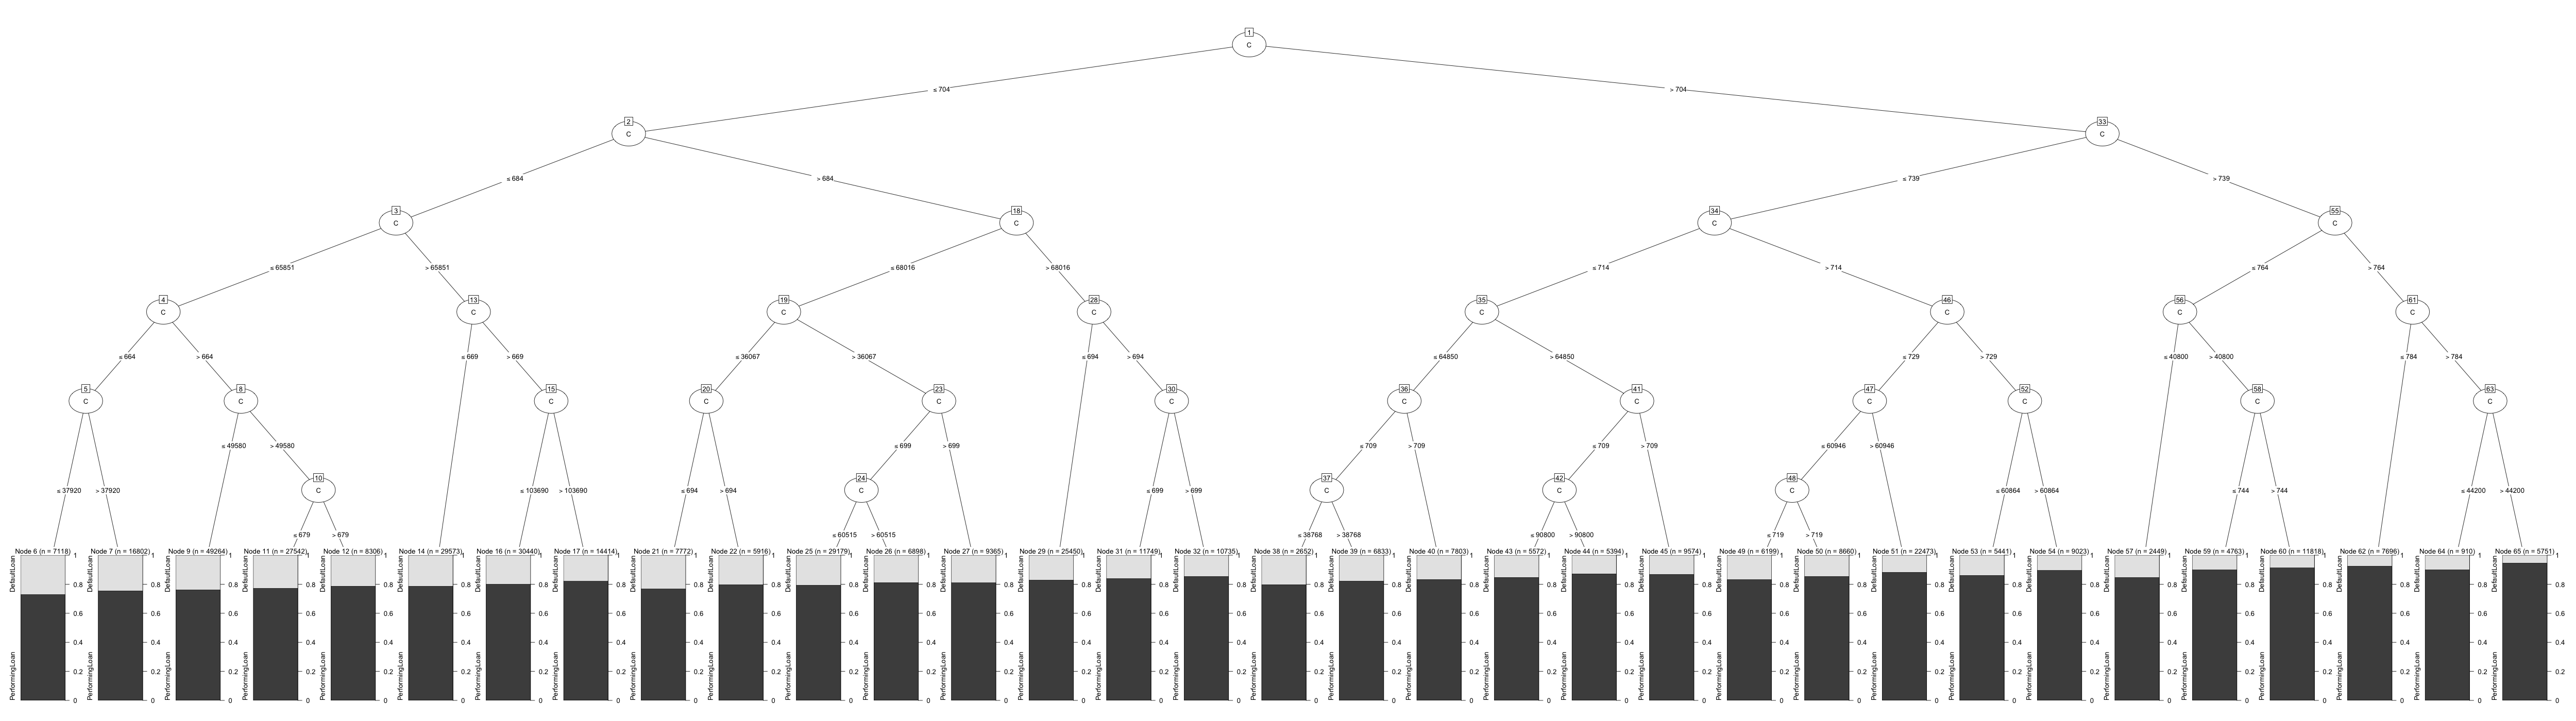 1
C
≤ 704
> 704
2
C
33
C
≤ 684
> 684
≤ 739
> 739
3
C
18
C
34
C
55
C
≤ 65851
> 65851
≤ 68016
> 68016
≤ 714
> 714
≤ 764
> 764
4
C
13
C
19
C
28
C
35
C
46
C
56
C
61
C
≤ 664
> 664
≤ 669
> 669
≤ 36067
> 36067
≤ 694
> 694
≤ 64850
> 64850
≤ 729
> 729
≤ 40800
> 40800
≤ 784
> 784
5
C
8
C
15
C
20
C
23
C
30
C
36
C
41
C
47
C
52
C
58
C
63
C
≤ 49580
> 49580
≤ 699
> 699
≤ 709
> 709
≤ 709
> 709
≤ 60946
> 60946
10
C
24
C
37
C
42
C
48
C
≤ 37920
> 37920
≤ 103690
> 103690
≤ 694
> 694
≤ 699
> 699
≤ 60864
> 60864
≤ 744
> 744
≤ 44200
> 44200
≤ 679
> 679
≤ 60515
> 60515
≤ 38768
> 38768
≤ 90800
> 90800
≤ 719
> 719
Node 6 (n = 7118)
Node 7 (n = 16802)
Node 9 (n = 49264)
Node 11 (n = 27542)
Node 12 (n = 8306)
Node 14 (n = 29573)
Node 16 (n = 30440)
Node 17 (n = 14414)
Node 21 (n = 7772)
Node 22 (n = 5916)
Node 25 (n = 29179)
Node 26 (n = 6898)
Node 27 (n = 9365)
Node 29 (n = 25450)
Node 31 (n = 11749)
Node 32 (n = 10735)
Node 38 (n = 2652)
Node 39 (n = 6833)
Node 40 (n = 7803)
Node 43 (n = 5572)
Node 44 (n = 5394)
Node 45 (n = 9574)
Node 49 (n = 6199)
Node 50 (n = 8660)
Node 51 (n = 22473)
Node 53 (n = 5441)
Node 54 (n = 9023)
Node 57 (n = 2449)
Node 59 (n = 4763)
Node 60 (n = 11818)
Node 62 (n = 7696)
Node 64 (n = 910)
Node 65 (n = 5751)
DefaultLoan
PerformingLoan
1
0.8
0.6
0.4
0.2
0